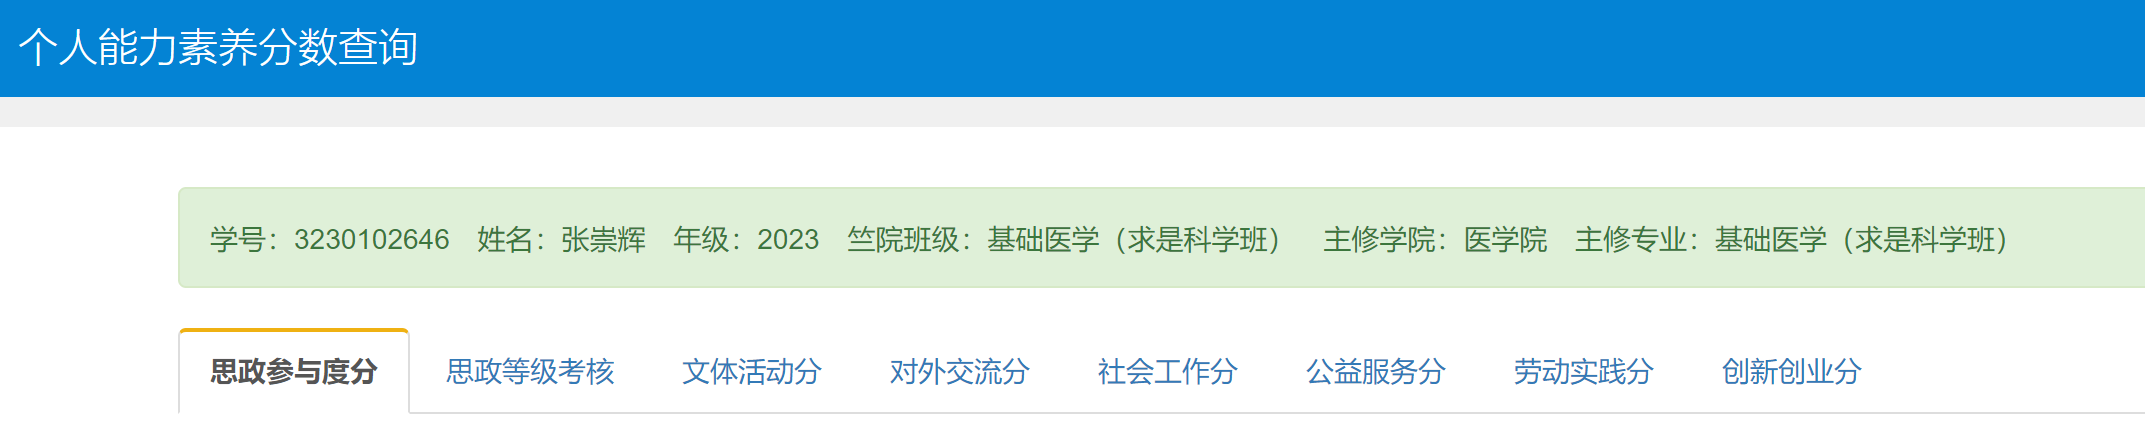 个人能力素养分数查询
学号：3230102646 姓名：张崇辉 年级：2023 竺院班级：基础医学（求是科学班） 主修学院：医学院 主修专业：基础医学（求是科学班）
思政参与度分 思政等级考核 文体活动分 对外交流分 社会工作分 公益服务分 劳动实践分 创新创业分